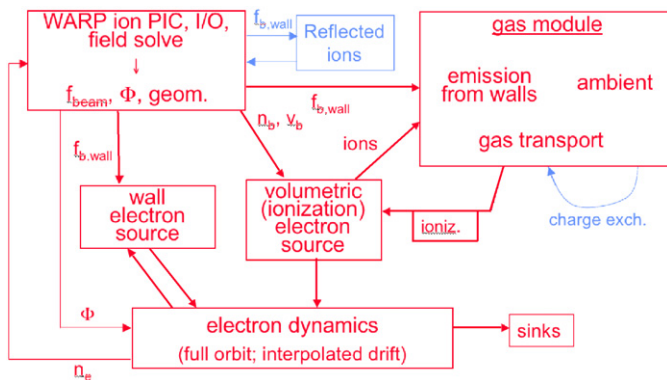 WARP ion PIC, I/O,
field solve
f_beam, Φ, geom.
f_b,wall
Reflected
ions
gas module
emission
from walls
ambient
gas transport
f_b,wall
n_b, v_b
ions
f_b,wall
wall
electron
source
volumetric
(ionization)
electron
source
ioniz.
charge exch.
Φ
electron dynamics
(full orbit; interpolated drift)
sinks
n_e